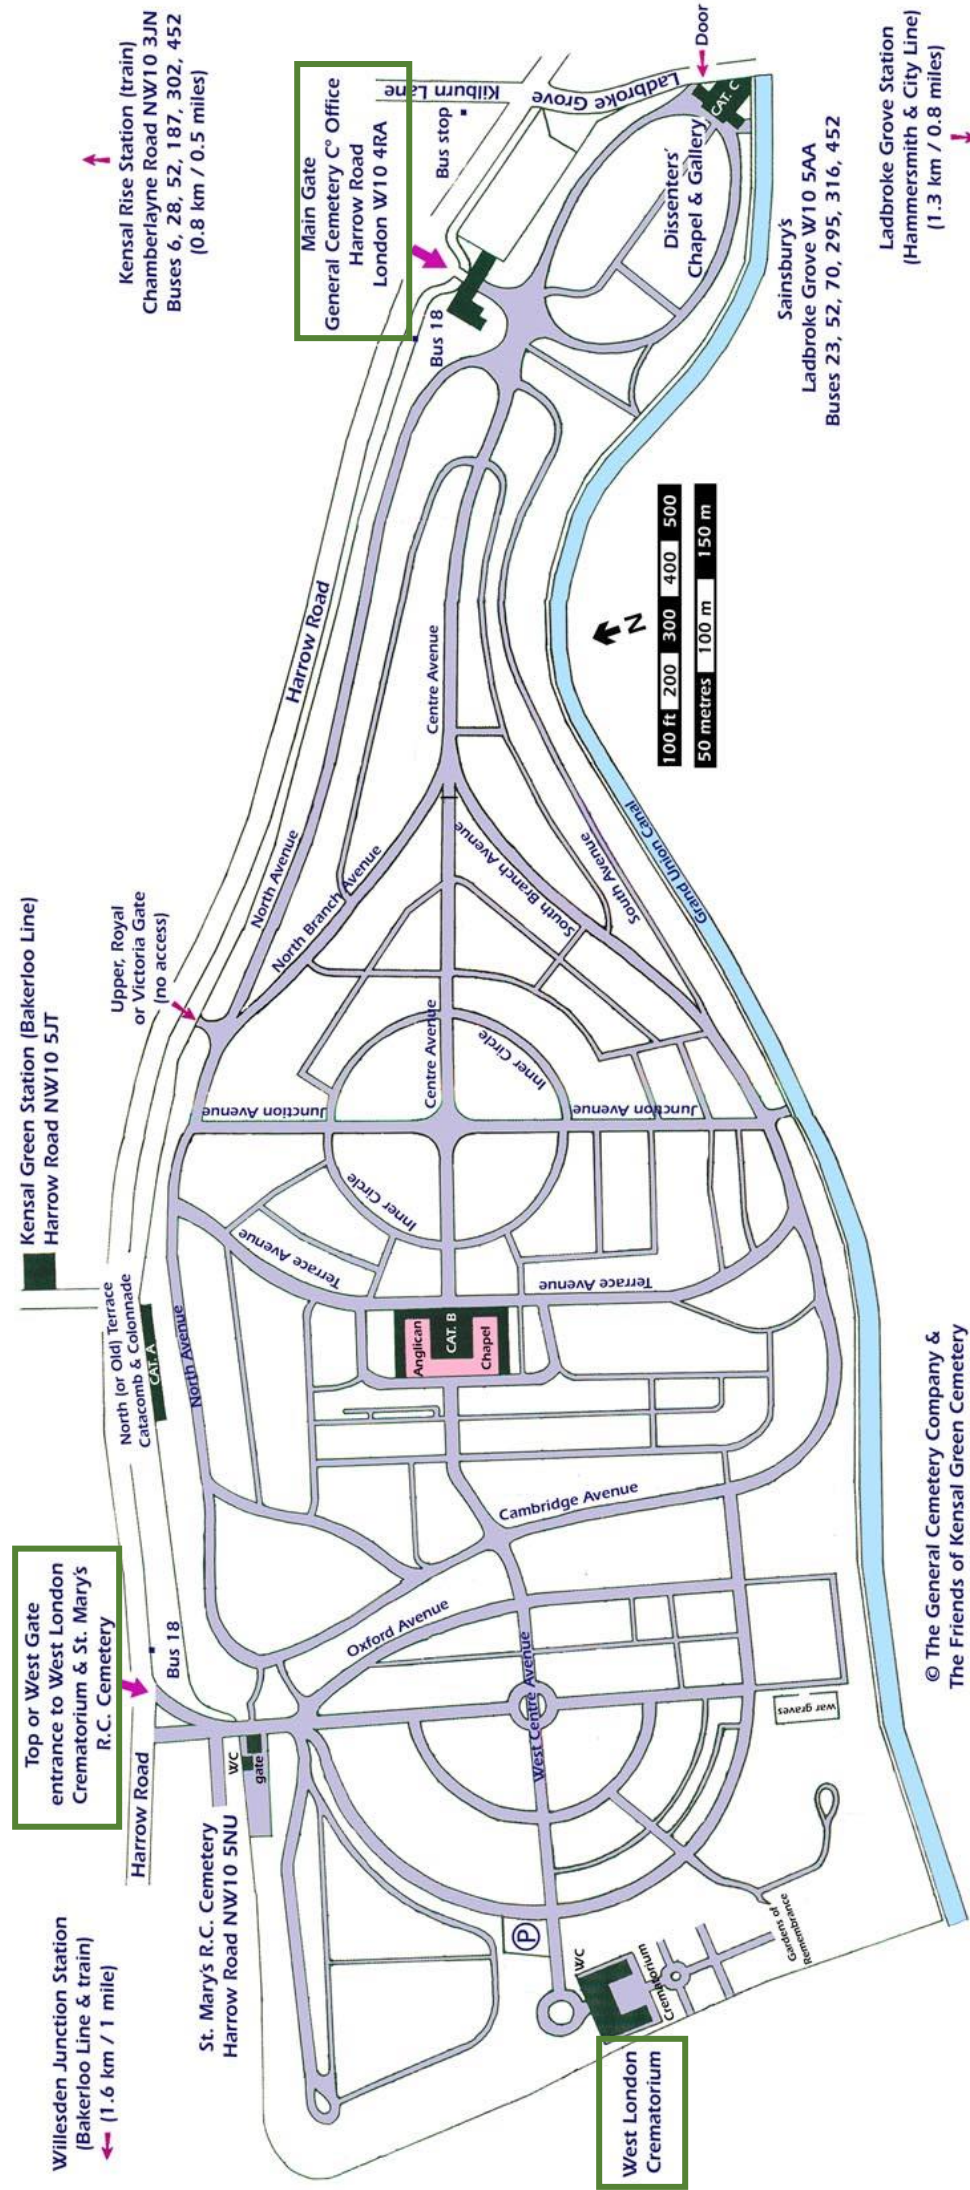 Willesden Junction Station
(Bakerloo Line & train)
(1.6 km / 1 mile)
St. Mary's R.C. Cemetery
Harrow Road NW10 5NU
Harrow Road
Top or West Gate
entrance to West London
Crematorium & St. Mary's
R.C. Cemetery
Bus 18
WC
gate
Kensal Green Station (Bakerloo Line)
Harrow Road NW10 5JT
North (or Old) Terrace
Catacomb & Colonnade
CAT. A
North Avenue
Upper, Royal
or Victoria Gate
(no access)
North Avenue
North Branch Avenue
Harrow Road
Kensal Rise Station (train)
Chamberlayne Road NW10 3JN
Buses 6, 28, 52, 187, 302, 452
(0.8 km / 0.5 miles)
Main Gate
General Cemetery Cº Office
Harrow Road
London W10 4RA
Bus 18
Bus stop
Kilburn Lane
Ladbroke Grove
Door
CAT. C
Dissenters'
Chapel & Gallery
Sainsbury's
Ladbroke Grove W10 5AA
Buses 23, 52, 70, 295, 316, 452
Ladbroke Grove Station
(Hammersmith & City Line)
(1.3 km / 0.8 miles)
Oxford Avenue
Cambridge Avenue
West Centre Avenue
Anglican
CAT. B
Chapel
Terrace Avenue
Terrace Avenue
Inner Circle
Inner Circle
Junction Avenue
Junction Avenue
Centre Avenue
Centre Avenue
South Branch Avenue
South Avenue
Grand Union Canal
N
100 ft 200 300 400 500
50 metres 100 m 150 m
war graves
P
WC
Crematorium
Gardens of
Remembrance
West London
Crematorium
© The General Cemetery Company &
The Friends of Kensal Green Cemetery